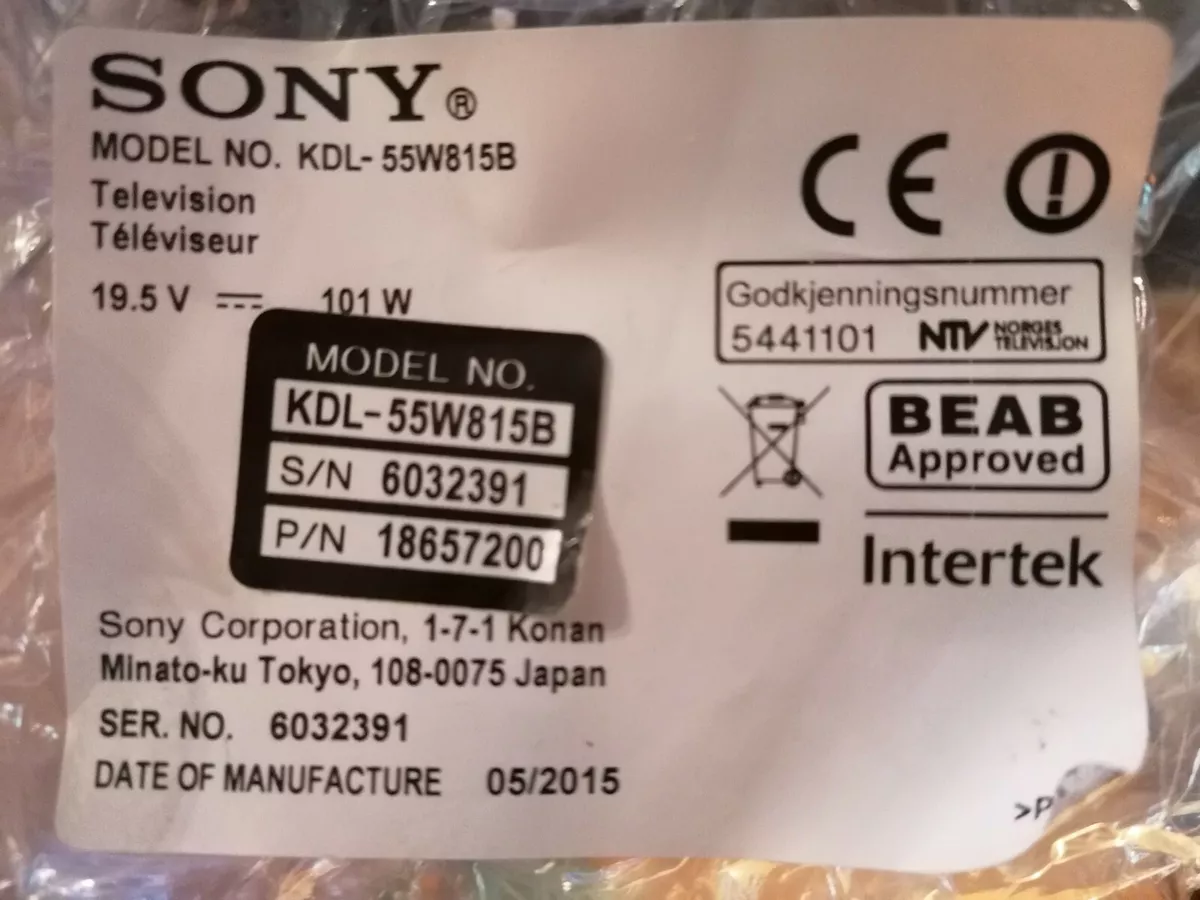 SONY®
MODEL NO. KDL-55W815B
Television
Téléviseur
19.5 V 101 W
CE
Godkjenningsnummer
5441101 NTV NORGES TELEVISJON
BEAB
Approved
Intertek
MODEL NO.
KDL-55W815B
S/N 6032391
P/N 18657200
Sony Corporation, 1-7-1 Konan
Minato-ku Tokyo, 108-0075 Japan
SER. NO. 6032391
DATE OF MANUFACTURE 05/2015
>P